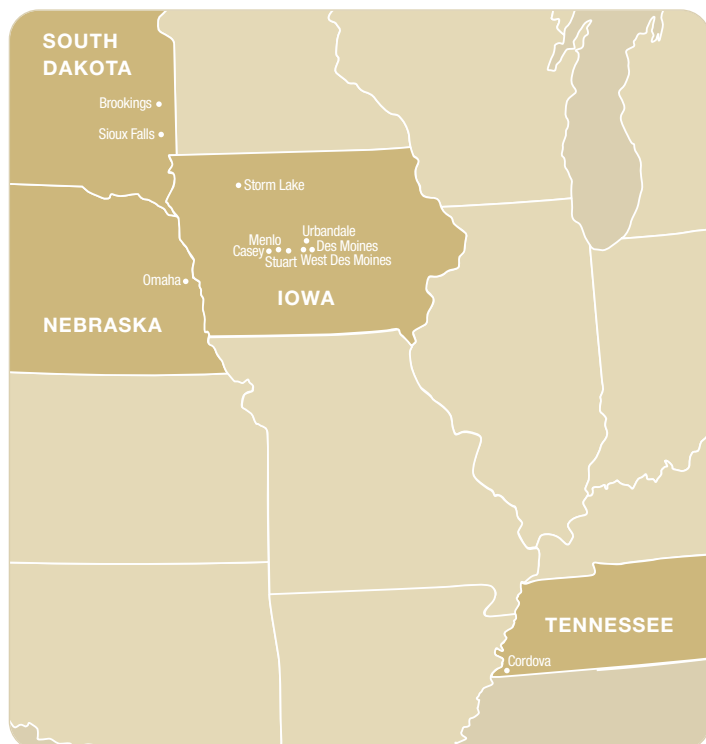 SOUTH
DAKOTA
Brookings
Sioux Falls
Storm Lake
Urbandale
Menlo
Des Moines
Casey
Stuart
West Des Moines
Omaha
IOWA
NEBRASKA
TENNESSEE
Cordova